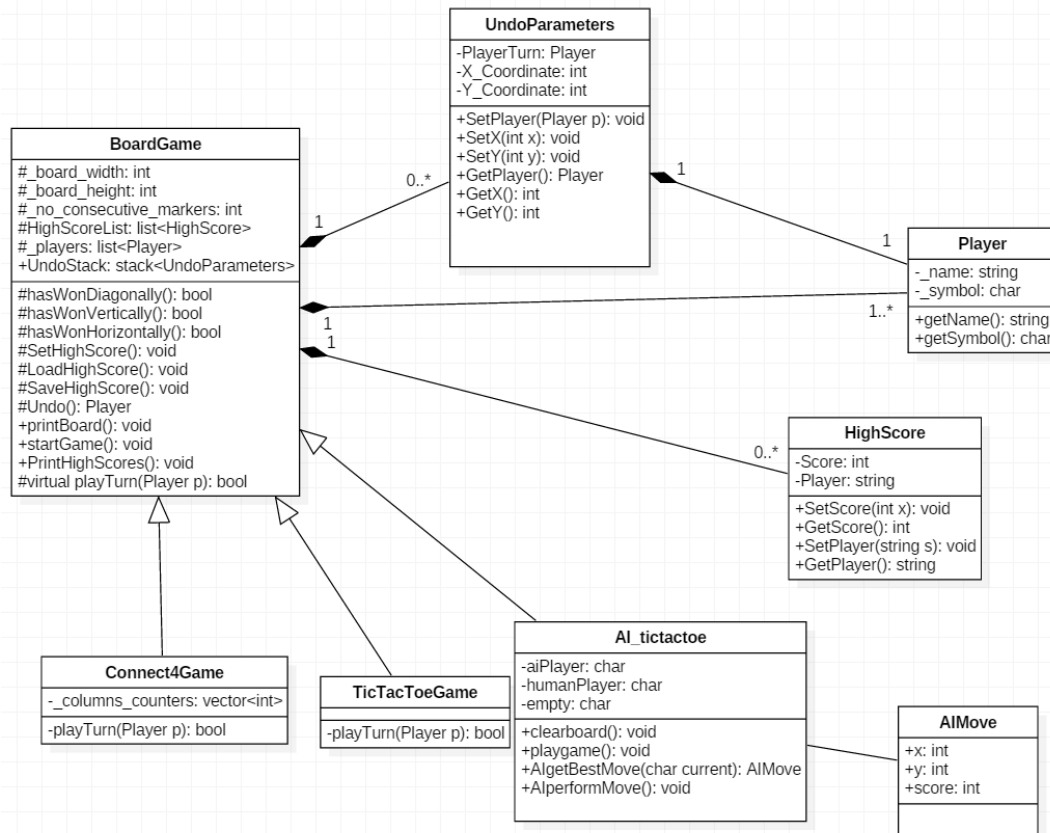 UndoParameters
-PlayerTurn: Player
-X_Coordinate: int
-Y_Coordinate: int
+SetPlayer(Player p): void
+SetX(int x): void
+SetY(int y): void
+GetPlayer(): Player
+GetX(): int
+GetY(): int
BoardGame
#_board_width: int
#_board_height: int
#_no_consecutive_markers: int
#HighScoreList: list<HighScore>
#_players: list<Player>
+UndoStack: stack<UndoParameters>
#hasWonDiagonally(): bool
#hasWonVertically(): bool
#hasWonHorizontally(): bool
#SetHighScore(): void
#LoadHighScore(): void
#SaveHighScore(): void
#Undo(): Player
+printBoard(): void
+startGame(): void
+PrintHighScores(): void
#virtual playTurn(Player p): bool
0..*
1
1
1
Player
-_name: string
-_symbol: char
+getName(): string
+getSymbol(): char
1
1..*
1
0..*
HighScore
-Score: int
-Player: string
+SetScore(int x): void
+GetScore(): int
+SetPlayer(string s): void
+GetPlayer(): string
Connect4Game
-_columns_counters: vector<int>
-playTurn(Player p): bool
TicTacToeGame
-playTurn(Player p): bool
AI_tictactoe
-aiPlayer: char
-humanPlayer: char
-empty: char
+clearboard(): void
+playgame(): void
+AIgetBestMove(char current): AIMove
+AIperformMove(): void
AIMove
+x: int
+y: int
+score: int